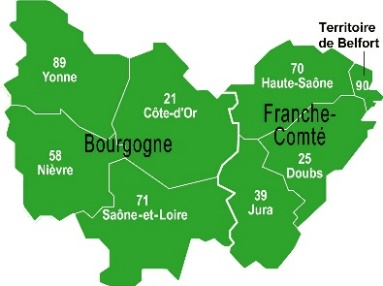 Territoire
de Belfort
89
Yonne
70
Haute-Saône
90
21
Côte-d'Or
Franche-
Comté
Bourgogne
58
Nièvre
25
Doubs
71
Saône-et-Loire
39
Jura